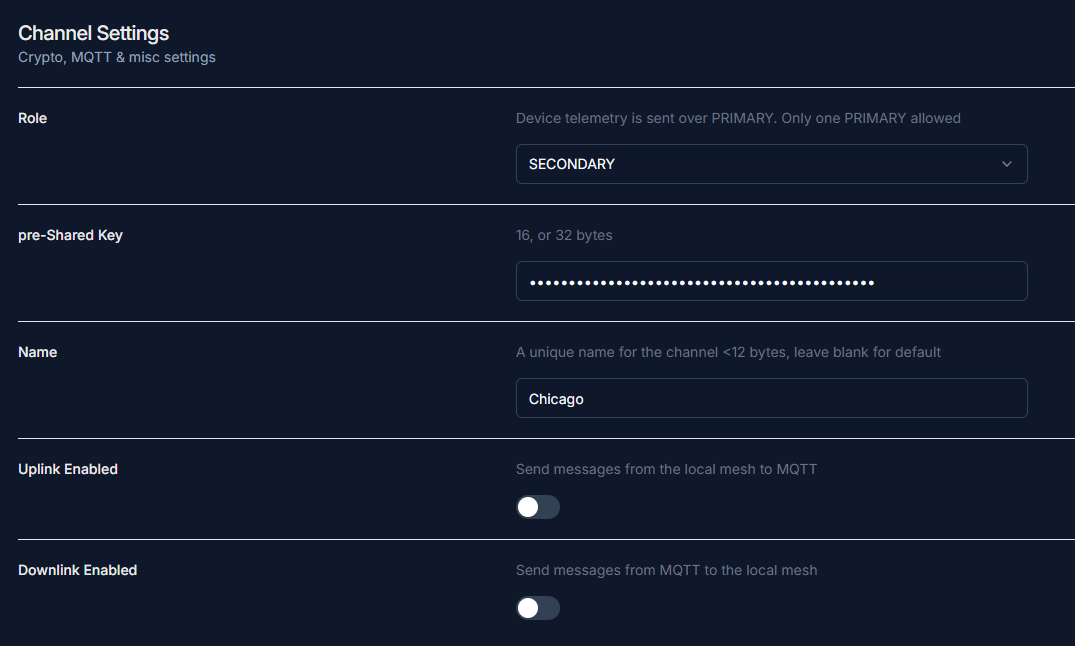 Channel Settings
Crypto, MQTT & misc settings
Role
Device telemetry is sent over PRIMARY. Only one PRIMARY allowed
SECONDARY
pre-Shared Key
16, or 32 bytes
••••••••••••••••••••••••••••••••••••••••••••
Name
A unique name for the channel <12 bytes, leave blank for default
Chicago
Uplink Enabled
Send messages from the local mesh to MQTT
Downlink Enabled
Send messages from MQTT to the local mesh